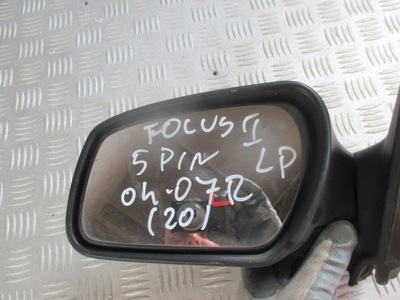 FOCUS II
5 PIN LP
04-07R
(20)